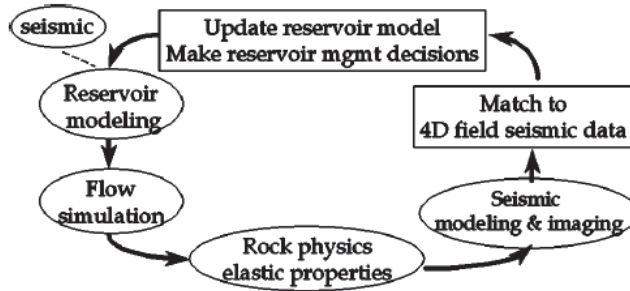 seismic
Update reservoir model
Make reservoir mgmt decisions
Reservoir
modeling
Match to
4D field seismic data
Flow
simulation
Seismic
modeling & imaging
Rock physics
elastic properties